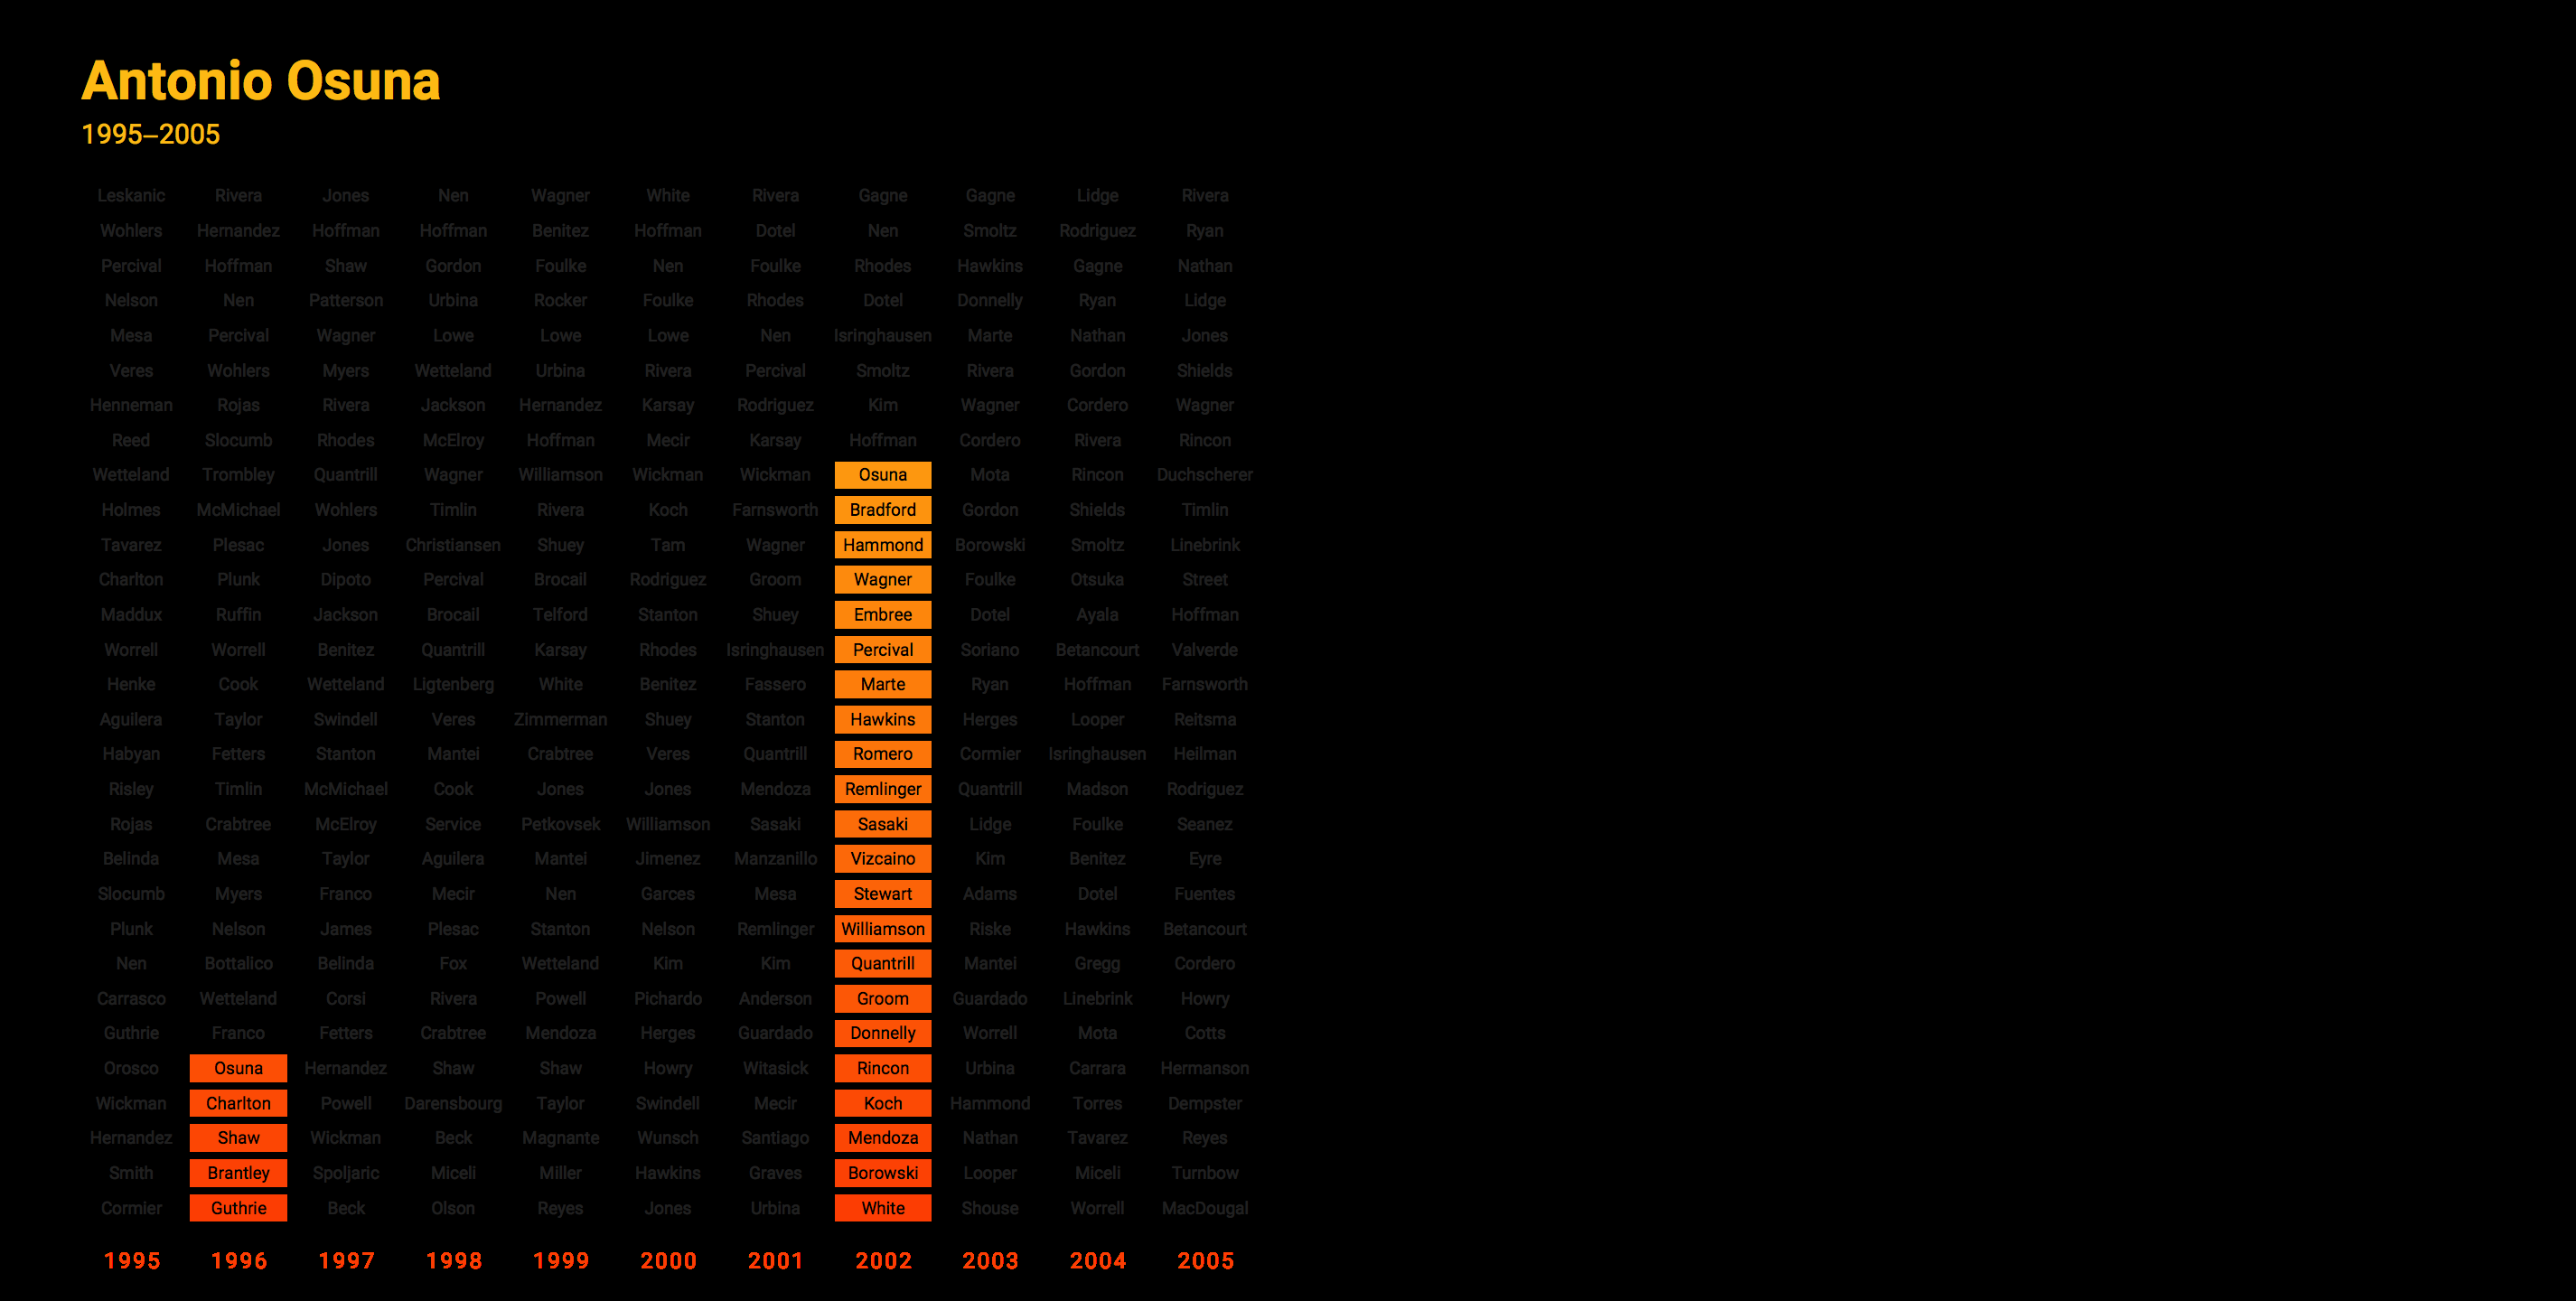 Antonio Osuna
1995–2005
Leskanic Rivera Jones Nen Wagner White Rivera Gagne Gagne Lidge Rivera
Wohlers Hernandez Hoffman Hoffman Benitez Hoffman Dotel Nen Smoltz Rodriguez Ryan
Percival Hoffman Shaw Gordon Foulke Nen Foulke Rhodes Hawkins Gagne Nathan
Nelson Nen Patterson Urbina Rocker Foulke Rhodes Dotel Donnelly Ryan Lidge
Mesa Percival Wagner Lowe Lowe Lowe Nen Isringhausen Marte Nathan Jones
Veres Wohlers Myers Wetteland Urbina Rivera Percival Smoltz Rivera Gordon Shields
Henneman Rojas Rivera Jackson Hernandez Karsay Rodriguez Kim Wagner Cordero Wagner
Reed Slocumb Rhodes McElroy Hoffman Mecir Karsay Hoffman Cordero Rivera Rincon
Wetteland Trombley Quantrill Wagner Williamson Wickman Wickman Osuna Mota Rincon Duchscherer
Holmes McMichael Wohlers Timlin Rivera Koch Farnsworth Bradford Gordon Shields Timlin
Tavarez Plesac Jones Christiansen Shuey Tam Wagner Hammond Borowski Smoltz Linebrink
Charlton Plunk Dipoto Percival Brocail Rodriguez Groom Wagner Foulke Otsuka Street
Maddux Ruffin Jackson Brocail Telford Stanton Shuey Embree Dotel Ayala Hoffman
Worrell Worrell Benitez Quantrill Karsay Rhodes Isringhausen Percival Soriano Betancourt Valverde
Henke Cook Wetteland Ligtenberg White Benitez Fassero Marte Ryan Hoffman Farnsworth
Aguilera Taylor Swindell Veres Zimmerman Shuey Stanton Hawkins Herges Looper Reitsma
Habyan Fetters Stanton Mantei Crabtree Veres Quantrill Romero Cormier Isringhausen Heilman
Risley Timlin McMichael Cook Jones Jones Mendoza Remlinger Quantrill Madson Rodriguez
Rojas Crabtree McElroy Service Petkovsek Williamson Sasaki Sasaki Lidge Foulke Seanez
Belinda Mesa Taylor Aguilera Mantei Jimenez Manzanillo Vizcaino Kim Benitez Eyre
Slocumb Myers Franco Mecir Nen Garces Mesa Stewart Adams Dotel Fuentes
Plunk Nelson James Plesac Stanton Nelson Remlinger Williamson Riske Hawkins Betancourt
Nen Bottalico Belinda Fox Wetteland Kim Kim Quantrill Mantei Gregg Cordero
Carrasco Wetteland Corsi Rivera Powell Pichardo Anderson Groom Guardado Linebrink Howry
Guthrie Franco Fetters Crabtree Mendoza Herges Guardado Donnelly Worrell Mota Cotts
Orosco Osuna Hernandez Shaw Shaw Howry Witasick Rincon Urbina Carrara Hermanson
Wickman Charlton Powell Darensbourg Taylor Swindell Mecir Koch Hammond Torres Dempster
Hernandez Shaw Wickman Beck Magnante Wunsch Santiago Mendoza Nathan Tavarez Reyes
Smith Brantley Spoljaric Miceli Miller Hawkins Graves Borowski Looper Miceli Turnbow
Cormier Guthrie Beck Olson Reyes Jones Urbina White Shouse Worrell MacDougal
1995 1996 1997 1998 1999 2000 2001 2002 2003 2004 2005